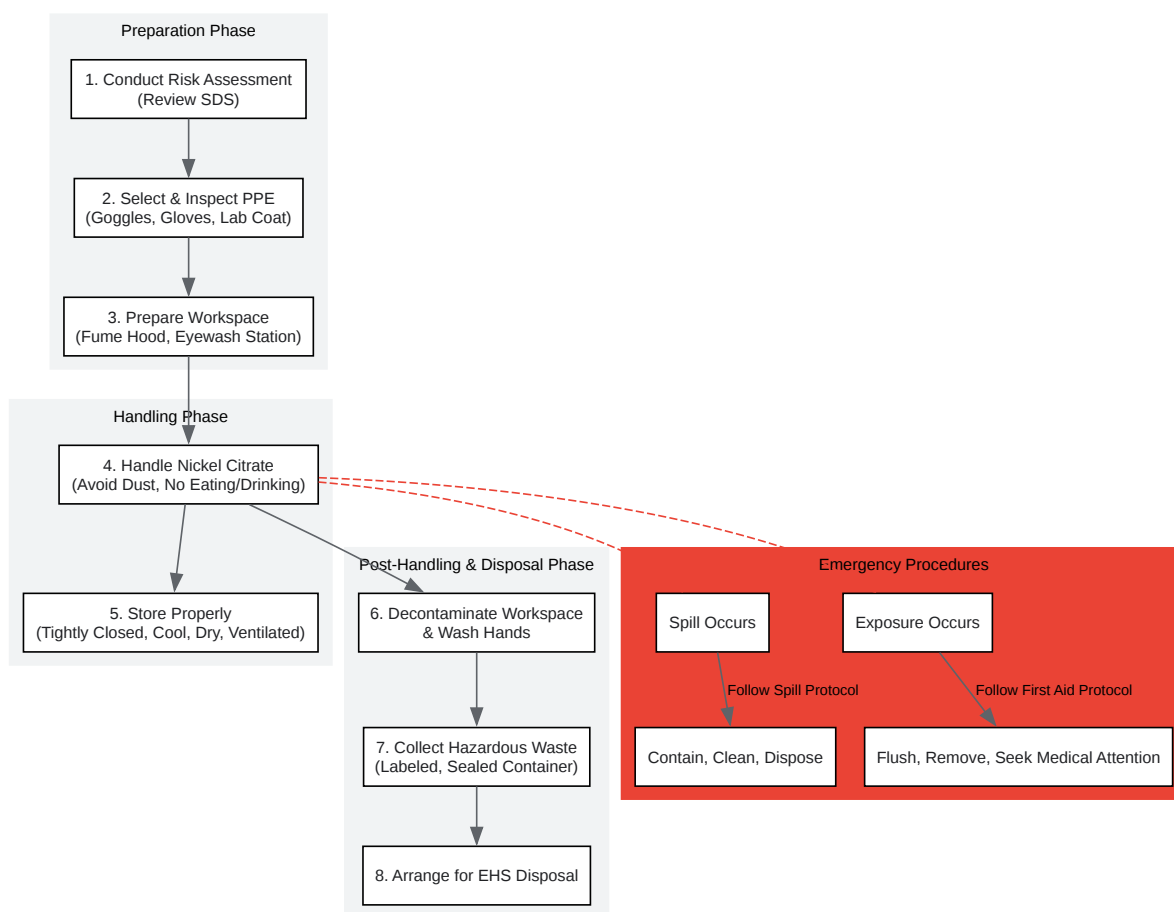 Preparation Phase
1. Conduct Risk Assessment
(Review SDS)
2. Select & Inspect PPE
(Goggles, Gloves, Lab Coat)
3. Prepare Workspace
(Fume Hood, Eyewash Station)
Handling Phase
4. Handle Nickel Citrate
(Avoid Dust, No Eating/Drinking)
5. Store Properly
(Tightly Closed, Cool, Dry, Ventilated)
Post-Handling & Disposal Phase
6. Decontaminate Workspace
& Wash Hands
7. Collect Hazardous Waste
(Labeled, Sealed Container)
8. Arrange for EHS Disposal
Emergency Procedures
Spill Occurs
Exposure Occurs
Follow Spill Protocol
Follow First Aid Protocol
Contain, Clean, Dispose
Flush, Remove, Seek Medical Attention